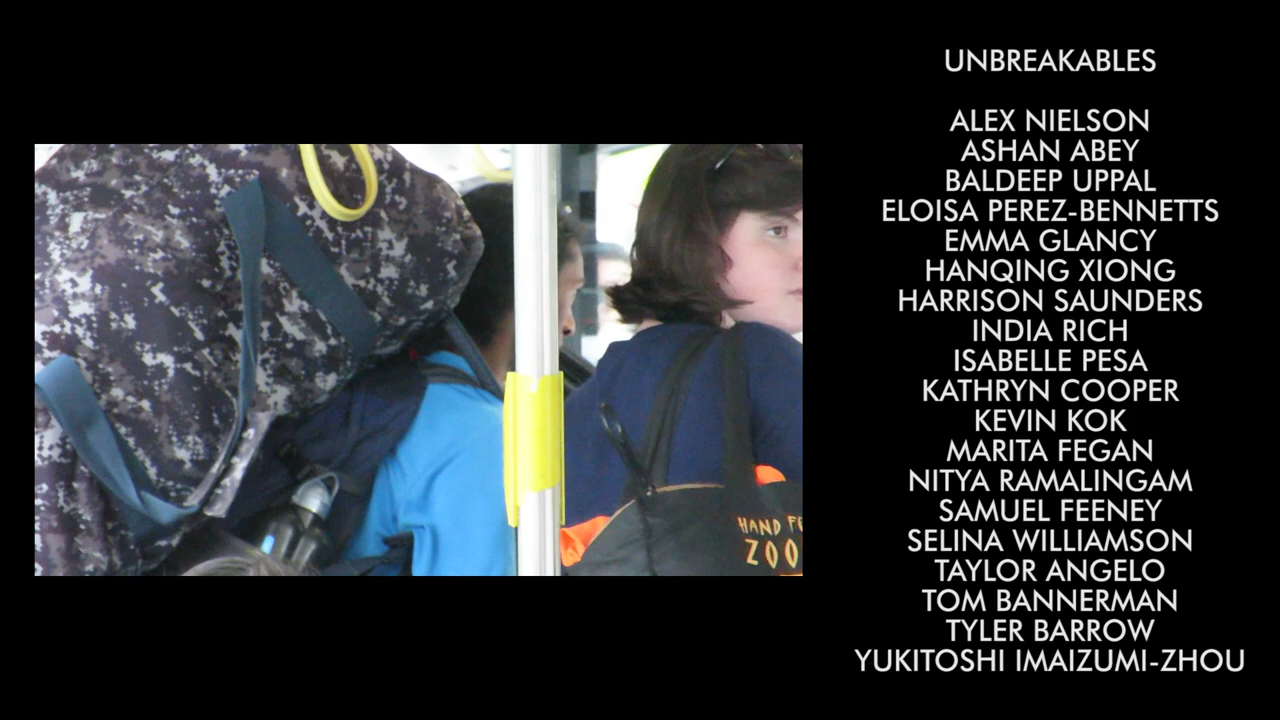 UNBREAKABLES
ALEX NIELSON
ASHAN ABEY
BALDEEP UPPAL
ELOISA PEREZ-BENNETTS
EMMA GLANCY
HANQING XIONG
HARRISON SAUNDERS
INDIA RICH
ISABELLE PESA
KATHRYN COOPER
KEVIN KOK
MARITA FEGAN
NITYA RAMALINGAM
SAMUEL FEENEY
SELINA WILLIAMSON
TAYLOR ANGELO
TOM BANNERMAN
TYLER BARROW
YUKITOSHI IMAIZUMI-ZHOU
HAND
ZOO